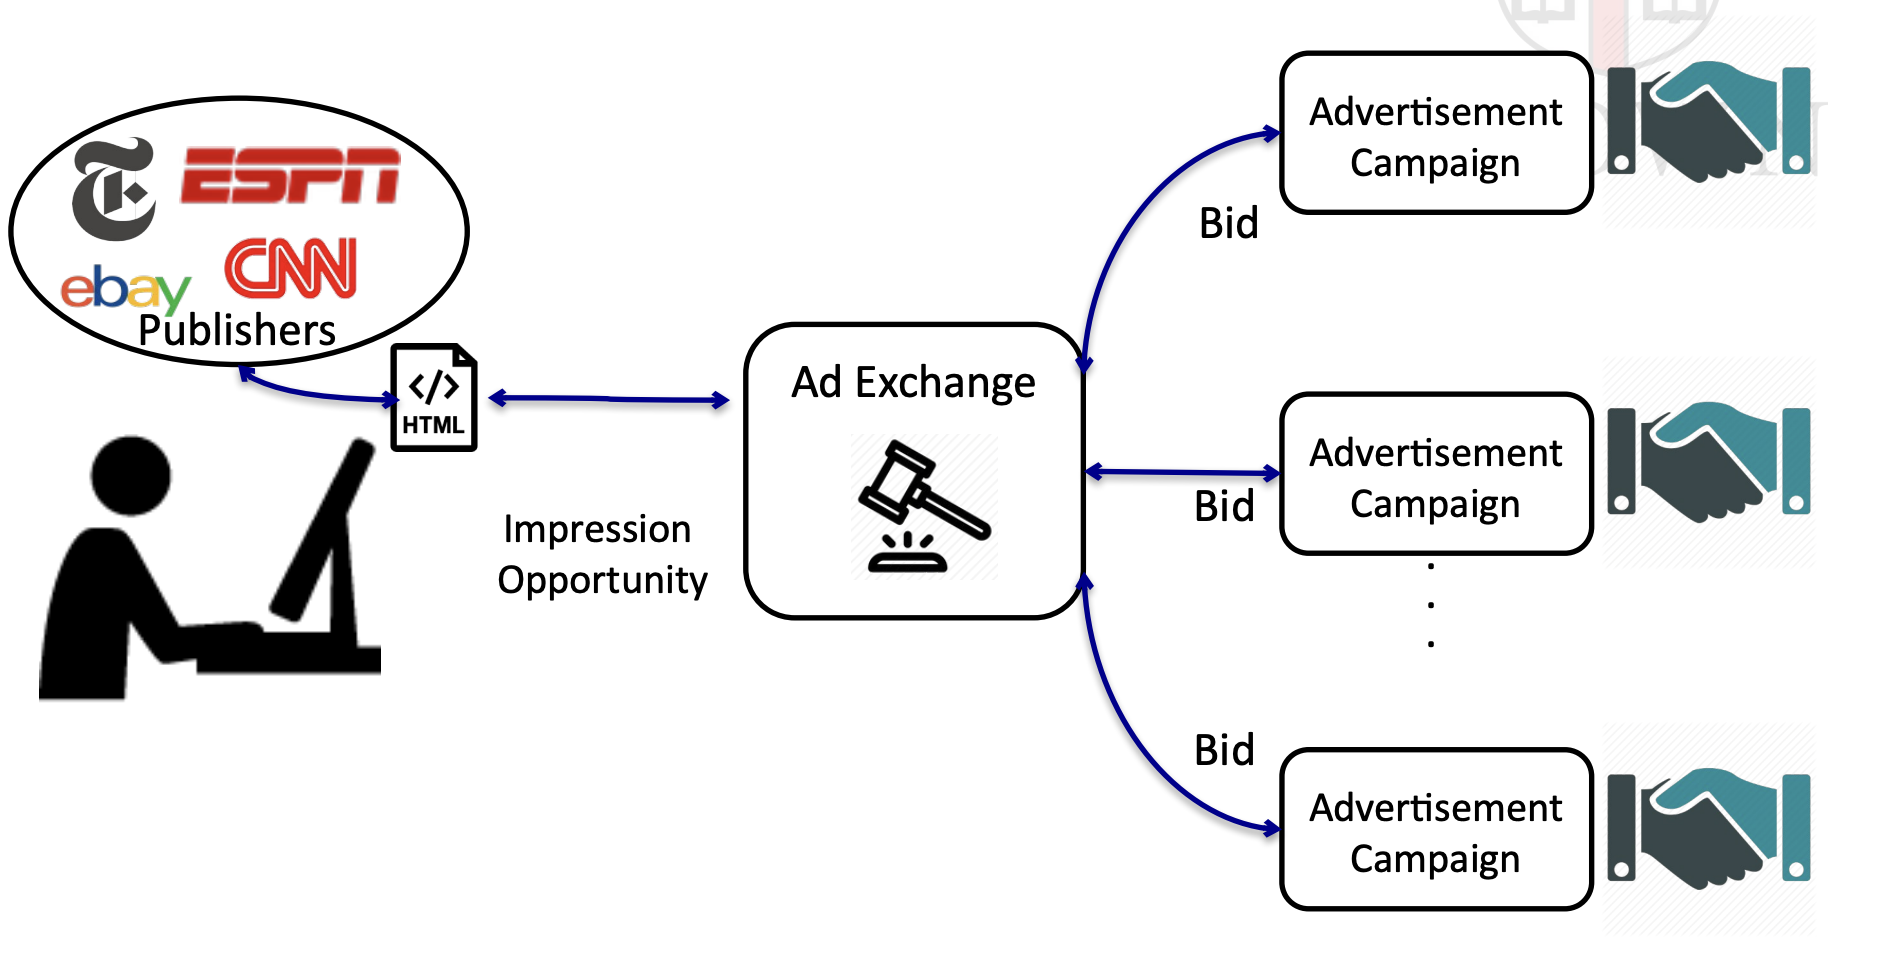 ESPN
CNN
ebay
Publishers
</>
HTML
Impression
Opportunity
Ad Exchange
Bid
Advertisement
Campaign
Bid
Advertisement
Campaign
.
.
.
Bid
Advertisement
Campaign